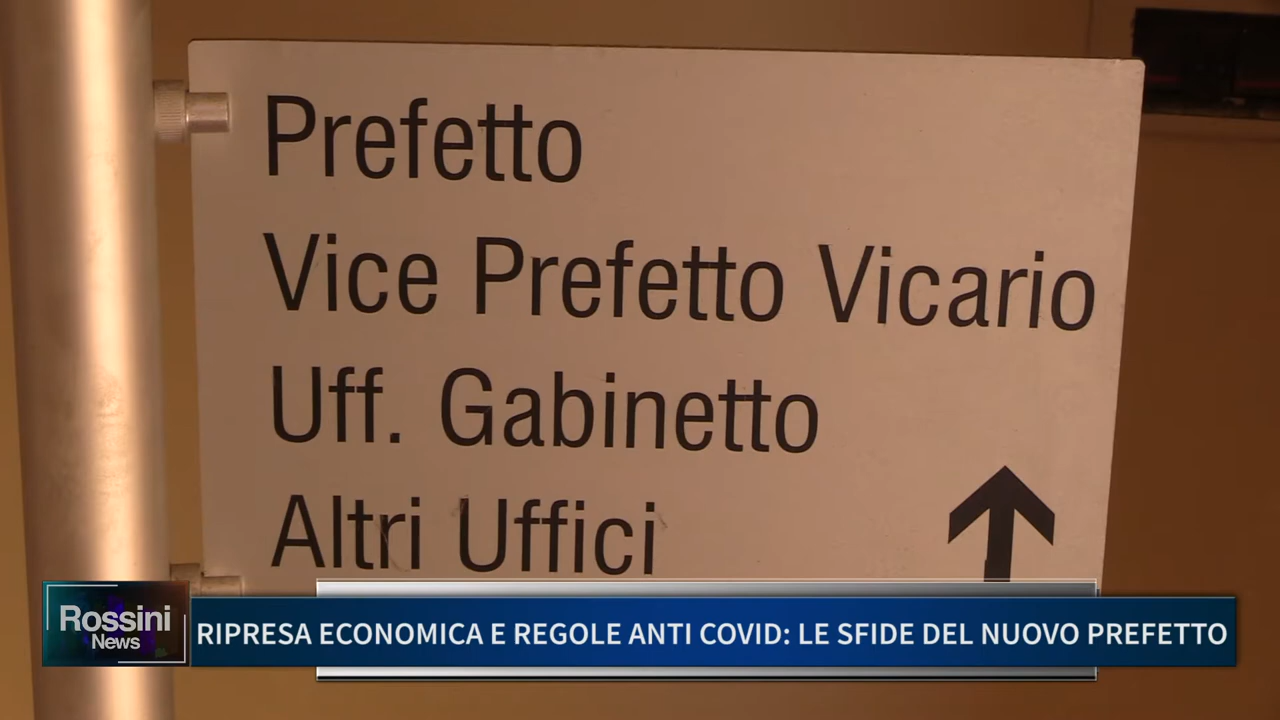 Prefetto
Vice Prefetto Vicario
Uff. Gabinetto
Altri Uffici
Rossini
News
RIPRESA ECONOMICA E REGOLE ANTI COVID: LE SFIDE DEL NUOVO PREFETTO